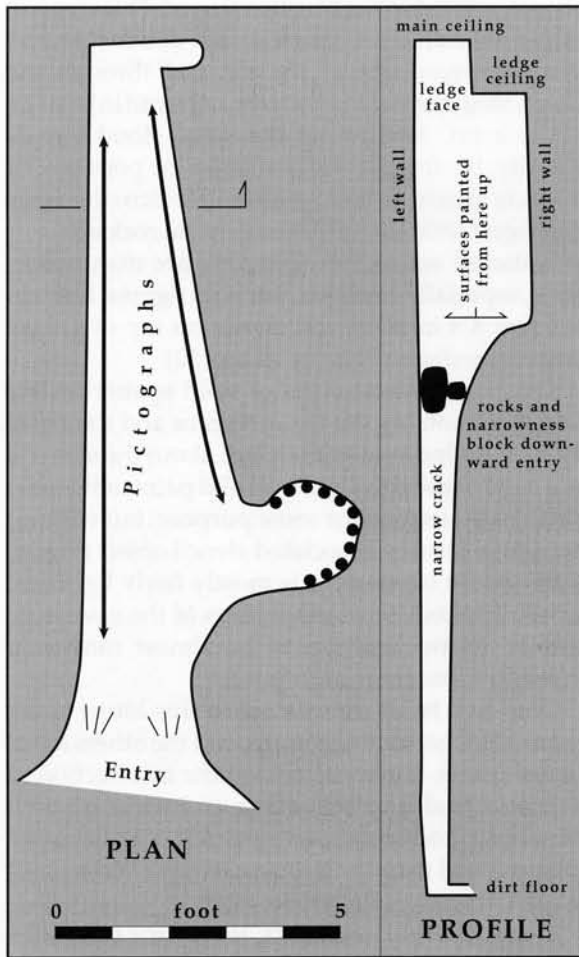 Pictographs
Entry
PLAN
0 foot 5
main ceiling
ledge
ceiling
ledge
face
left wall
right wall
surfaces painted
from here up
rocks and
narrowness
block down-
ward entry
narrow crack
dirt floor
PROFILE